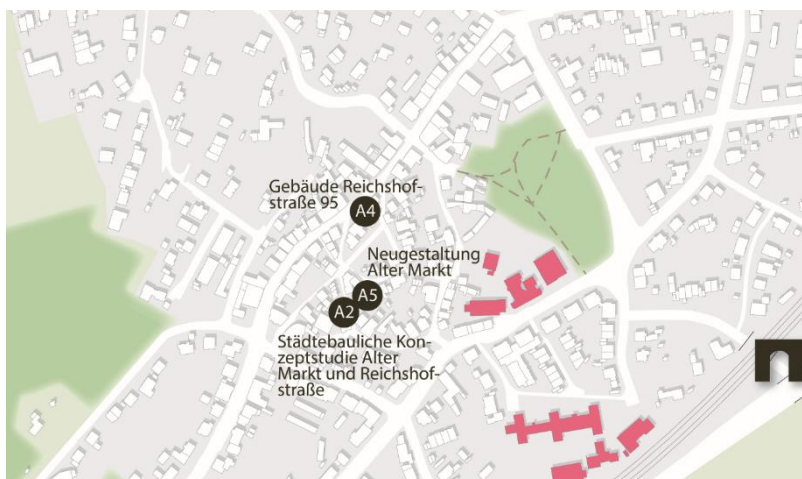 Gebäude Reichshof-
straße 95
A4
Neugestaltung
Alter Markt
A5
A2
Städtebauliche Kon-
zeptstudie Alter
Markt und Reichshof-
straße